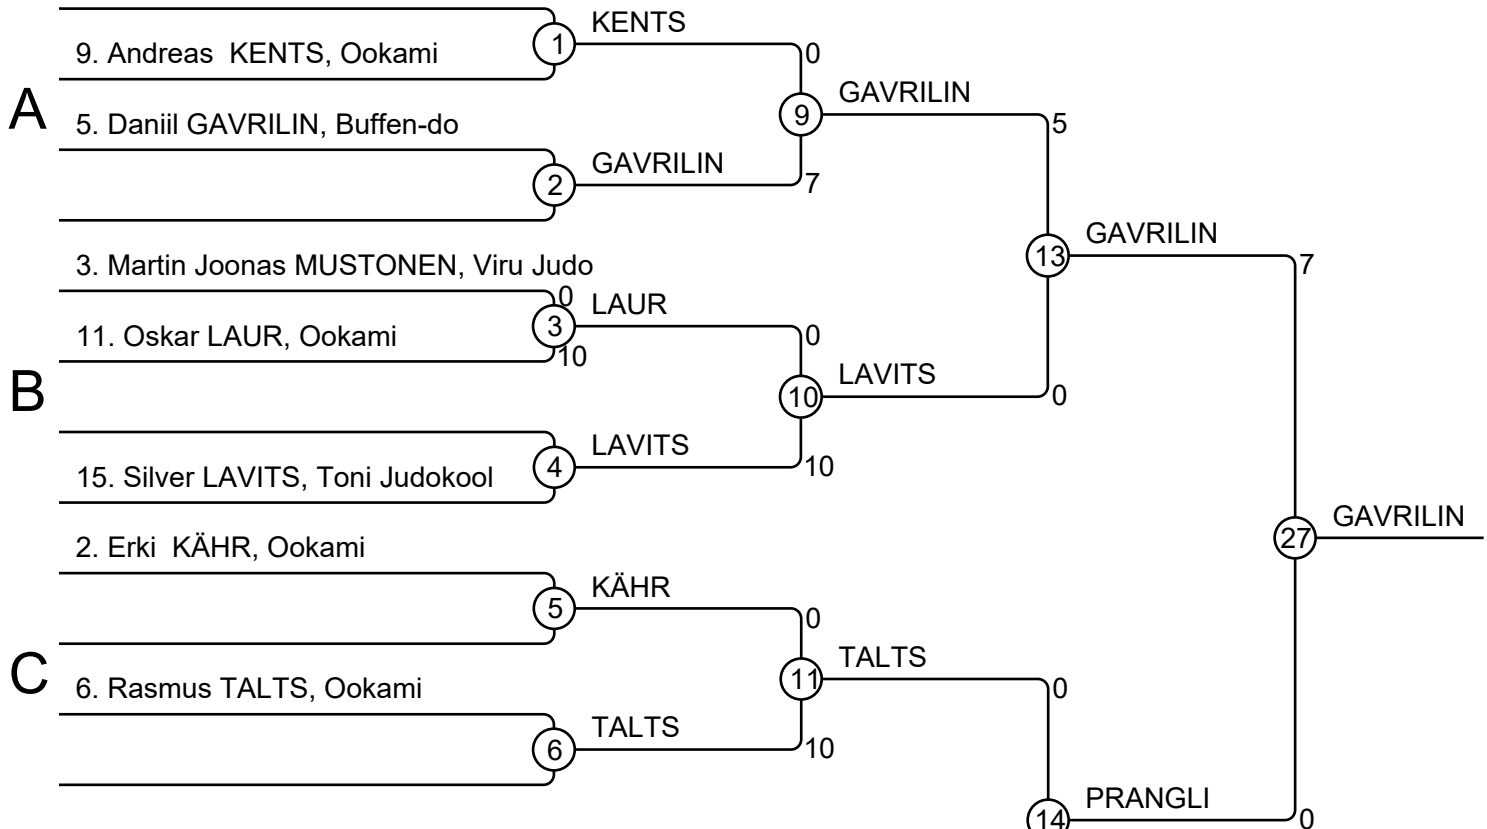 KENTS
9. Andreas  KENTS, Ookami
1
0
A
GAVRILIN
5. Daniil GAVRILIN, Buffen-do
9
5
GAVRILIN
2
7
GAVRILIN
3. Martin Joonas MUSTONEN, Viru Judo
13
7
0
LAUR
11. Oskar LAUR, Ookami
3
0
10
B
LAVITS
10
0
LAVITS
15. Silver LAVITS, Toni Judokool
4
10
GAVRILIN
2. Erki  KÄHR, Ookami
27
KÄHR
5
0
C
TALTS
6. Rasmus TALTS, Ookami
11
0
TALTS
6
10
PRANGLI
14
0